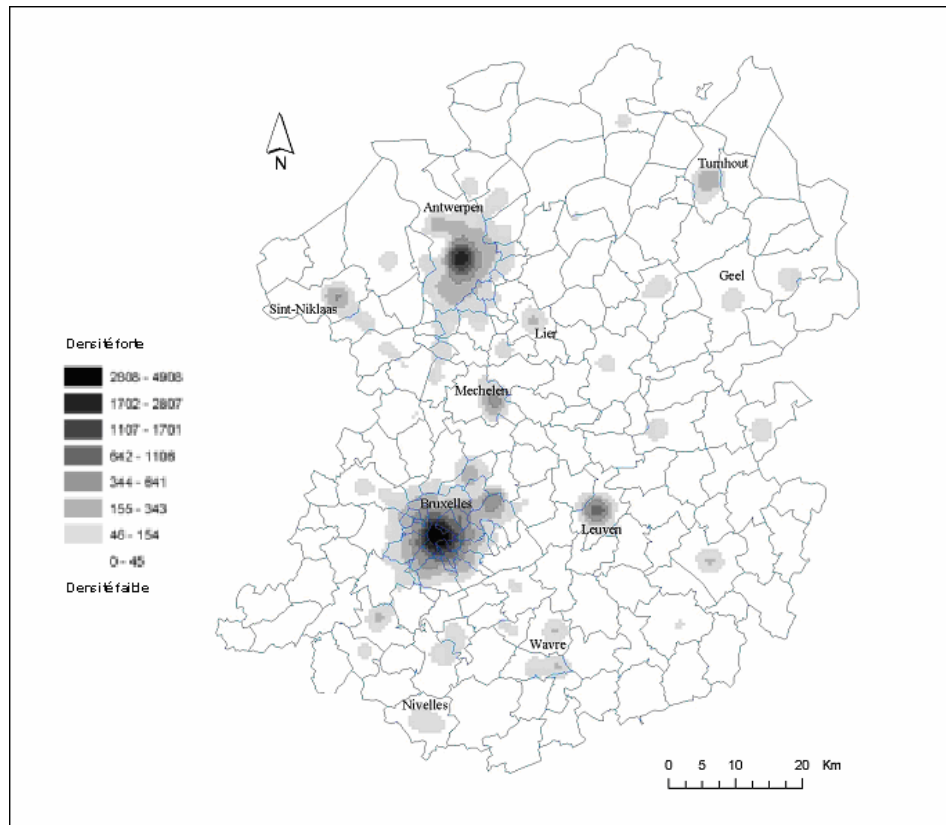 N
Turnhout
Antwerpen
Geel
Sint-Niklaas
Lier
Densité forte
2808 - 4908
Mechelen
1702 - 2807
1107 - 1701
642 - 1106
344 - 641
155 - 343
Bruxelles
46 - 154
Leuven
0 - 45
Densité faible
Wavre
Nivelles
0 5 10 20 Km